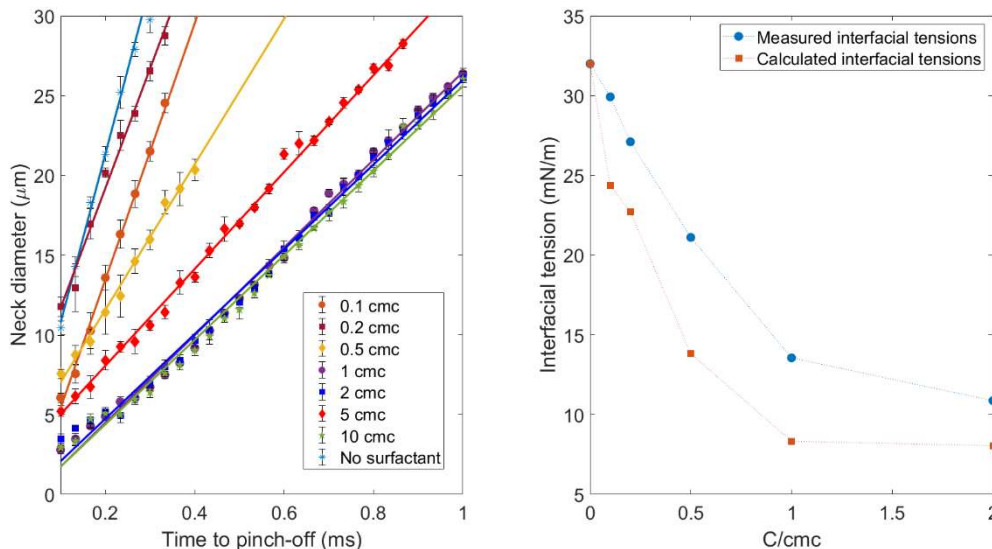 30
25
20
15
10
5
0
Neck diameter (μm)
0.2
0.4
0.6
0.8
1
Time to pinch-off (ms)
0.1 cmc
0.2 cmc
0.5 cmc
1 cmc
2 cmc
5 cmc
10 cmc
No surfactant
35
30
25
20
15
10
5
Interfacial tension (mN/m)
0
0.5
1
1.5
2
C/cmc
Measured interfacial tensions
Calculated interfacial tensions